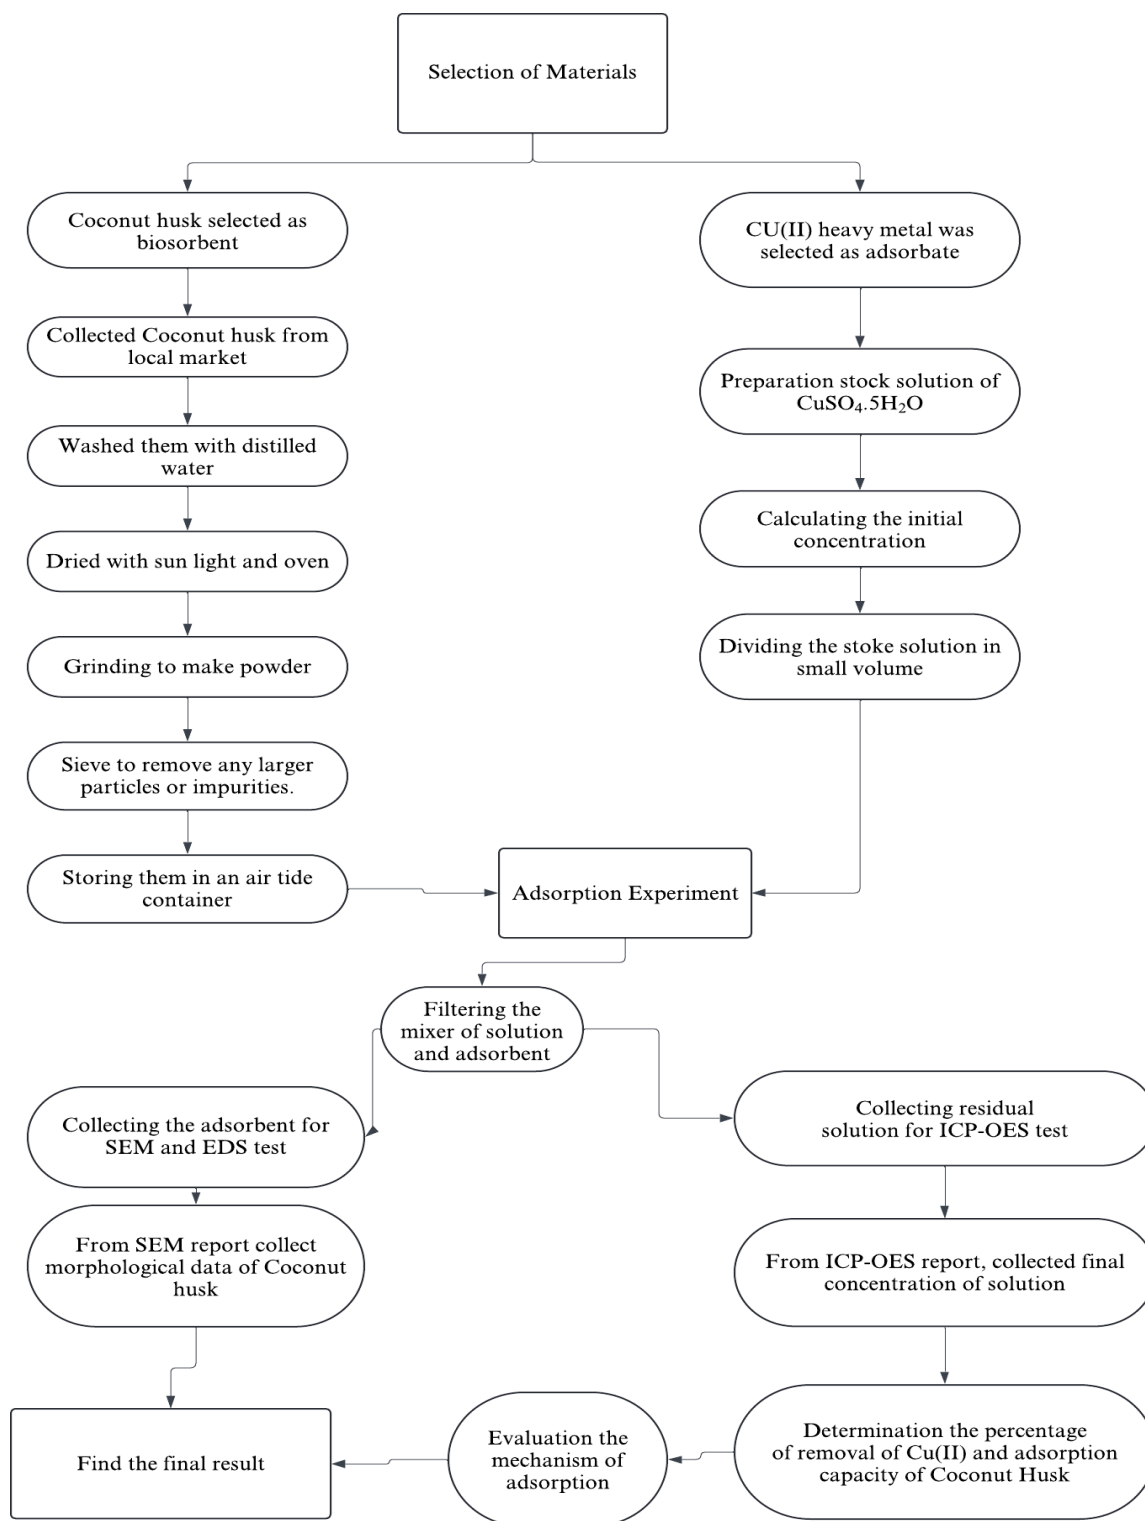 Selection of Materials
Coconut husk selected as
biosorbent
Collected Coconut husk from
local market
Washed them with distilled
water
Dried with sun light and oven
Grinding to make powder
Sieve to remove any larger
particles or impurities.
Storing them in an air tide
container
CU(II) heavy metal was
selected as adsorbate
Preparation stock solution of
CuSO₄.5H₂O
Calculating the initial
concentration
Dividing the stoke solution in
small volume
Adsorption Experiment
Filtering the
mixer of solution
and adsorbent
Collecting the adsorbent for
SEM and EDS test
From SEM report collect
morphological data of Coconut
husk
Collecting residual
solution for ICP-OES test
From ICP-OES report, collected final
concentration of solution
Determination the percentage
of removal of Cu(II) and adsorption
capacity of Coconut Husk
Evaluation the
mechanism of
adsorption
Find the final result